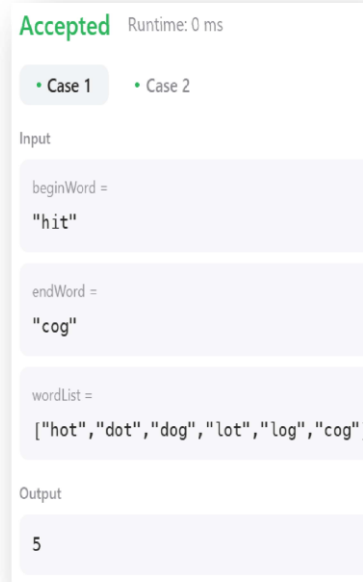 Accepted Runtime: 0 ms
• Case 1 • Case 2
Input
beginWord =
"hit"
endWord =
"cog"
wordList =
["hot","dot","dog","lot","log","cog"
Output
5